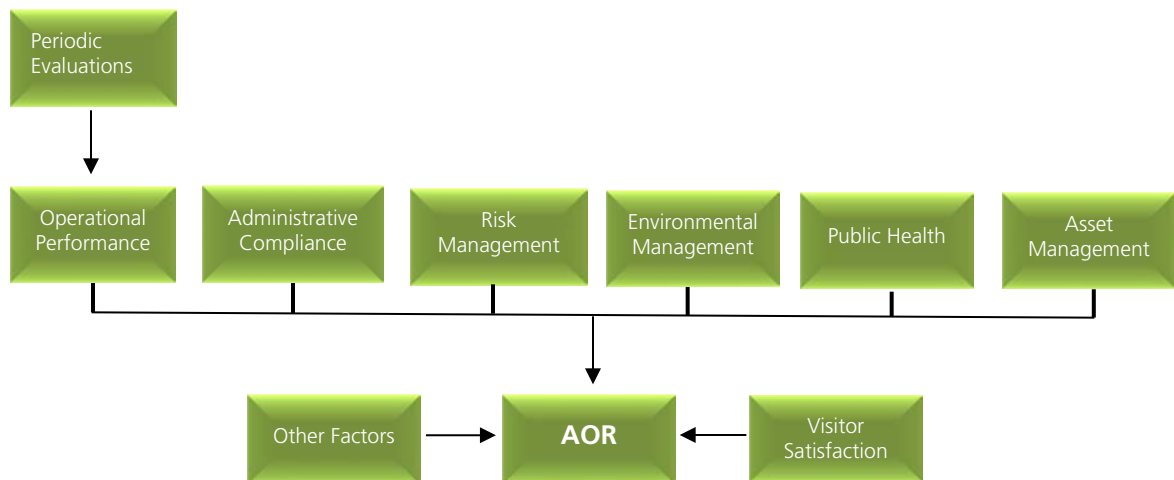 Periodic
Evaluations
Operational
Performance
Administrative
Compliance
Risk
Management
Environmental
Management
Public Health
Asset
Management
Other Factors
AOR
Visitor
Satisfaction